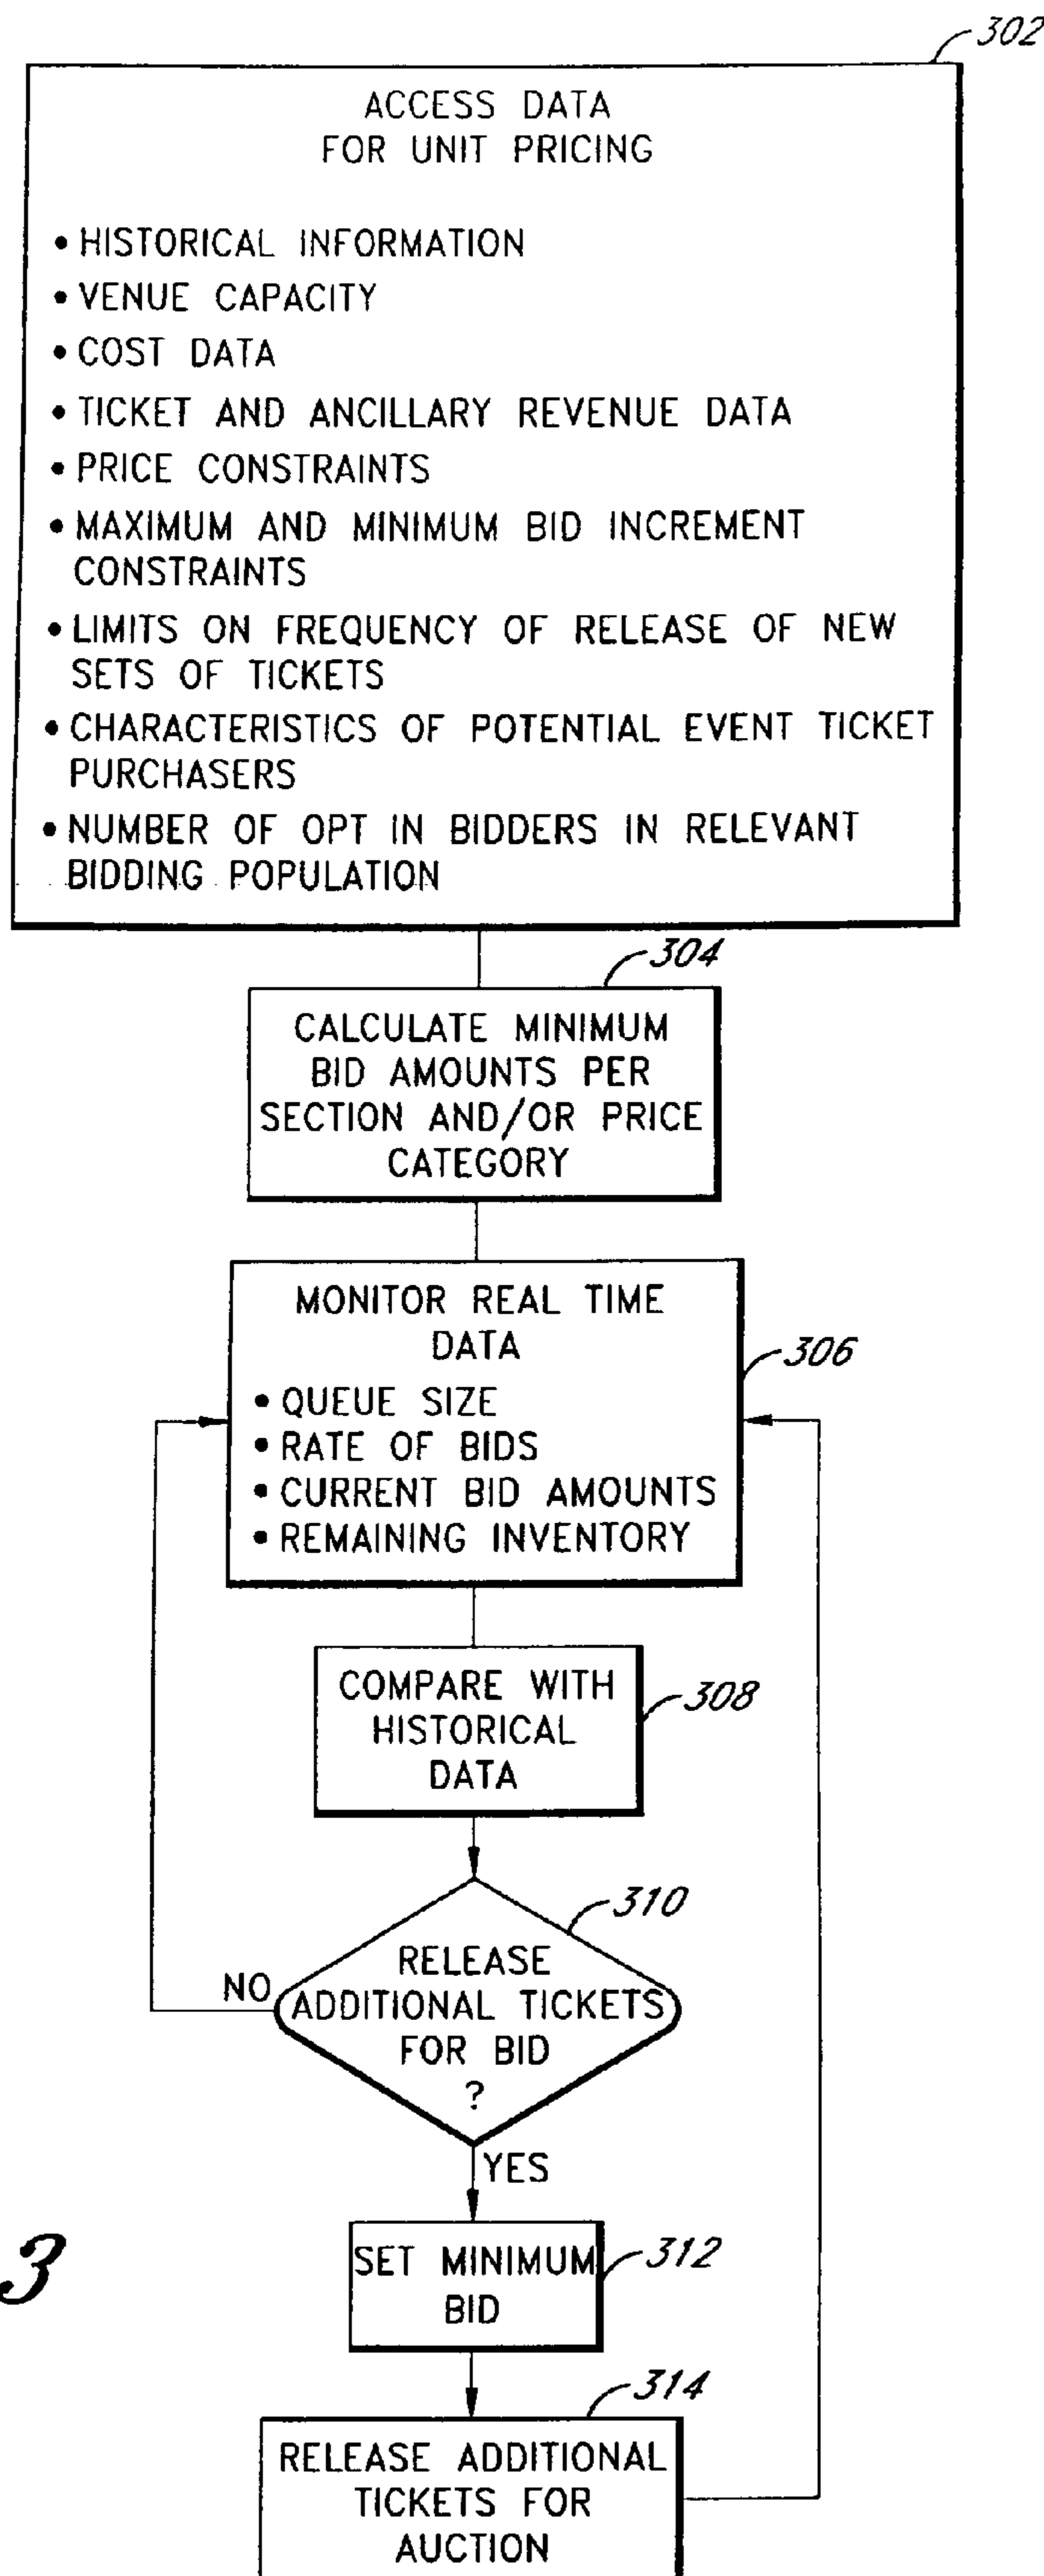 302
ACCESS DATA
FOR UNIT PRICING
• HISTORICAL INFORMATION
• VENUE CAPACITY
• COST DATA
• TICKET AND ANCILLARY REVENUE DATA
• PRICE CONSTRAINTS
• MAXIMUM AND MINIMUM BID INCREMENT
CONSTRAINTS
• LIMITS ON FREQUENCY OF RELEASE OF NEW
SETS OF TICKETS
• CHARACTERISTICS OF POTENTIAL EVENT TICKET
PURCHASERS
• NUMBER OF OPT IN BIDDERS IN RELEVANT
BIDDING POPULATION
304
CALCULATE MINIMUM
BID AMOUNTS PER
SECTION AND/OR PRICE
CATEGORY
MONITOR REAL TIME
DATA
306
• QUEUE SIZE
• RATE OF BIDS
• CURRENT BID AMOUNTS
• REMAINING INVENTORY
COMPARE WITH
HISTORICAL
DATA
308
310
RELEASE
ADDITIONAL TICKETS
FOR BID
?
NO
YES
SET MINIMUM
BID
312
3
314
RELEASE ADDITIONAL
TICKETS FOR
AUCTION